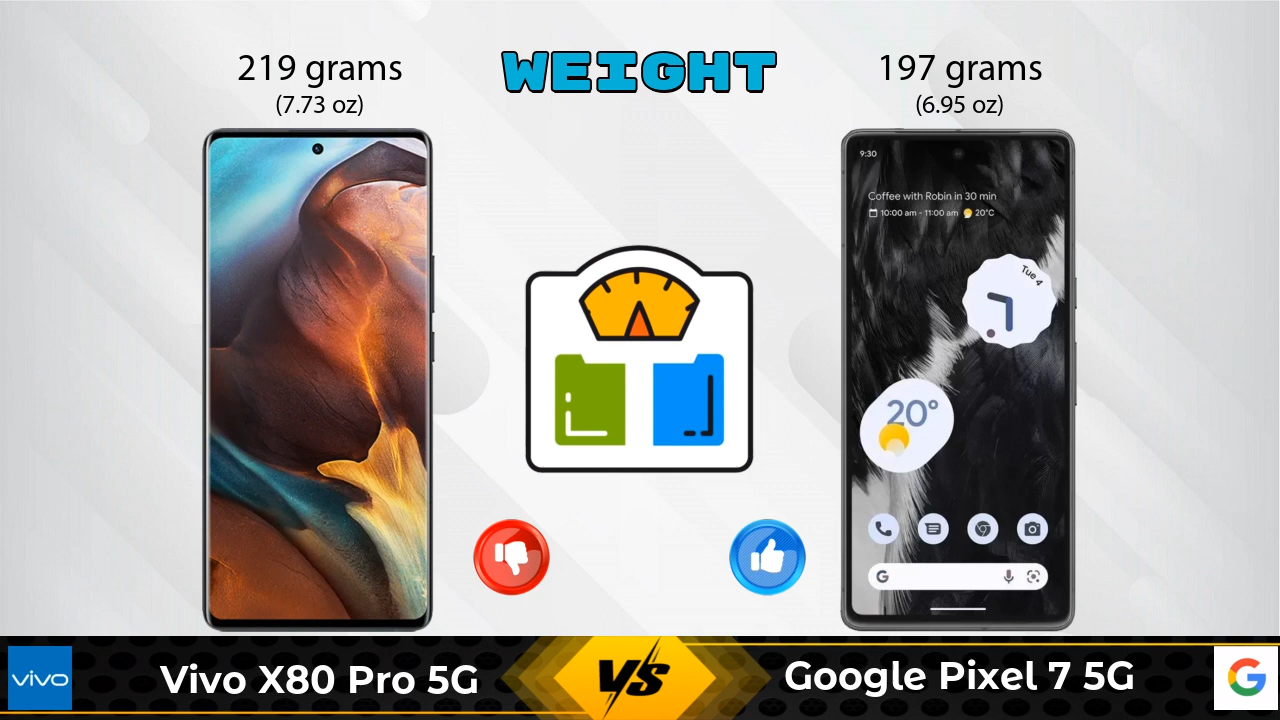 WEIGHT
219 grams
(7.73 oz)
197 grams
(6.95 oz)
9:30
Coffee with Robin in 30 min
10:00 am - 11:00 am 20°C
Tue 4
20°
G
vivo
Vivo X80 Pro 5G
VS
Google Pixel 7 5G
G